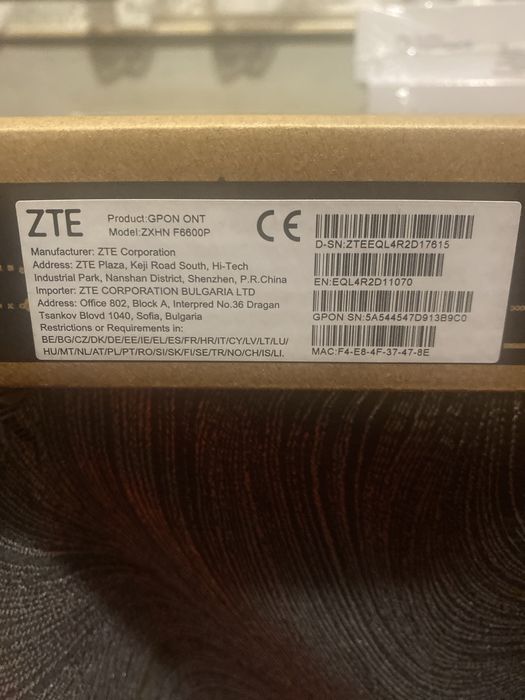 ZTE
Product:GPON ONT
Model:ZXHN F6600P
CE
Manufacturer: ZTE Corporation
Address: ZTE Plaza, Keji Road South, Hi-Tech
Industrial Park, Nanshan District, Shenzhen, P.R.China
Importer: ZTE CORPORATION BULGARIA LTD
Address: Office 802, Block A, Interpred No.36 Dragan
Tsankov Blovd 1040, Sofia, Bulgaria
Restrictions or Requirements in:
BE/BG/CZ/DK/DE/EE/IE/EL/ES/FR/HR/IT/CY/LV/LT/LU/
HU/MT/NL/AT/PL/PT/RO/SI/SK/FI/SE/TR/NO/CH/IS/LI.
D-SN:ZTEEQL4R2D17615
EN:EQL4R2D11070
GPON SN:5A544547D913B9C0
MAC:F4-E8-4F-37-47-8E